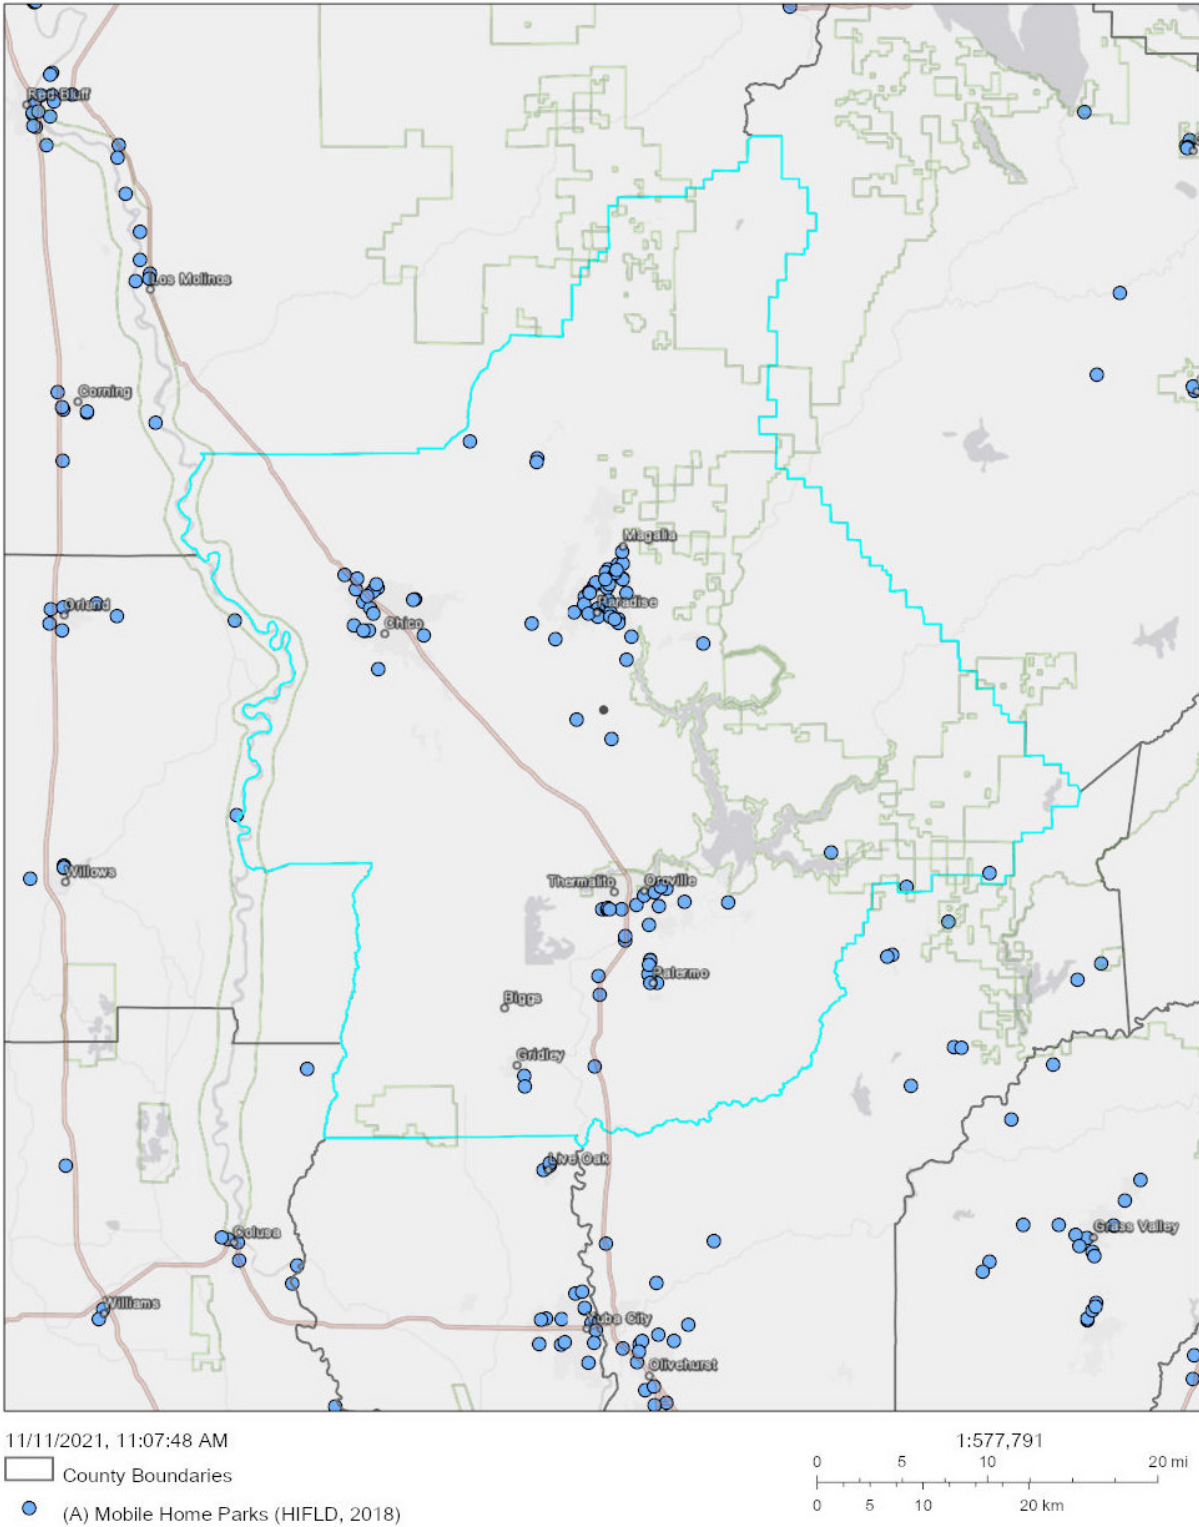 Red Bluff
Los Molinos
Corning
Magalia
Orland
Paradise
Chico
Willows
Thermalito
Oroville
Palermo
Biggs
Gridley
Live Oak
Colusa
Grass Valley
Williams
Yuba City
Olivehurst
11/11/2021, 11:07:48 AM
1:577,791
County Boundaries
0 5 10 20 mi
(A) Mobile Home Parks (HIFLD, 2018)
0 5 10 20 km